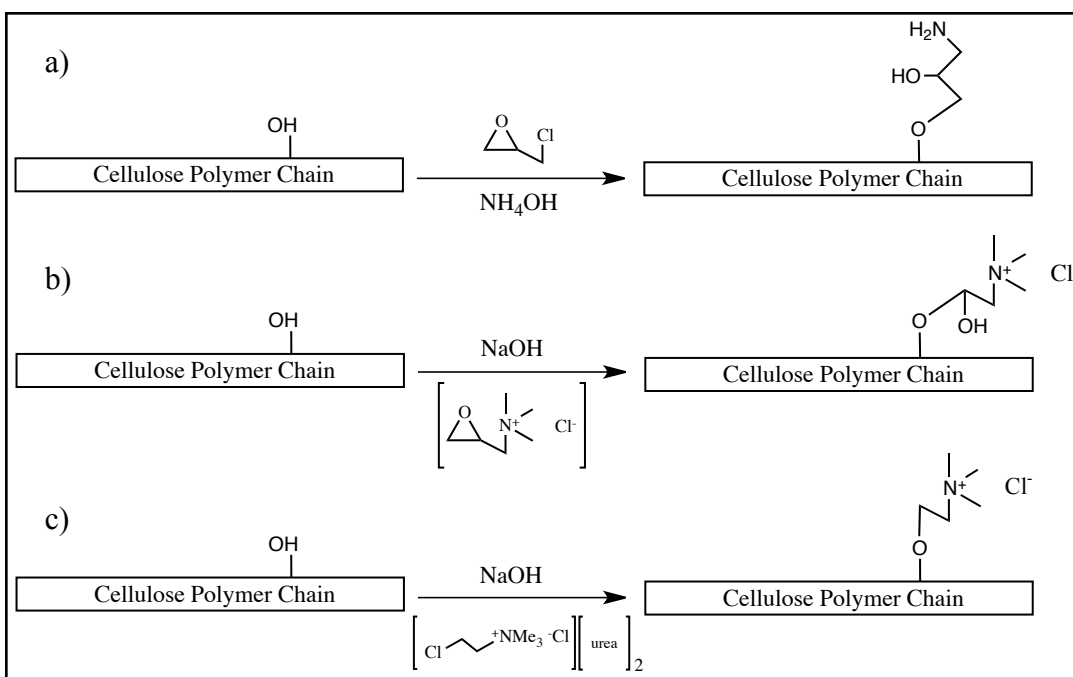 a)
OH
Cellulose Polymer Chain
O
Cl
NH₄OH
H₂N
HO
O
Cellulose Polymer Chain
b)
OH
Cellulose Polymer Chain
NaOH
O
N⁺
Cl⁻
N⁺
Cl
O
OH
Cellulose Polymer Chain
c)
OH
Cellulose Polymer Chain
NaOH
Cl
⁺NMe₃ ⁻Cl
urea
2
N⁺
Cl⁻
O
Cellulose Polymer Chain